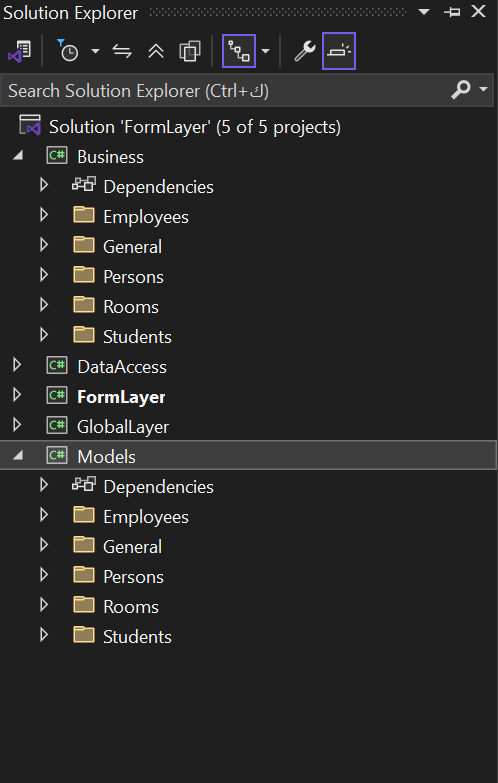 Solution Explorer
Search Solution Explorer (Ctrl+ك)
Solution 'FormLayer' (5 of 5 projects)
C# Business
Dependencies
Employees
General
Persons
Rooms
Students
C# DataAccess
C# FormLayer
C# GlobalLayer
C# Models
Dependencies
Employees
General
Persons
Rooms
Students